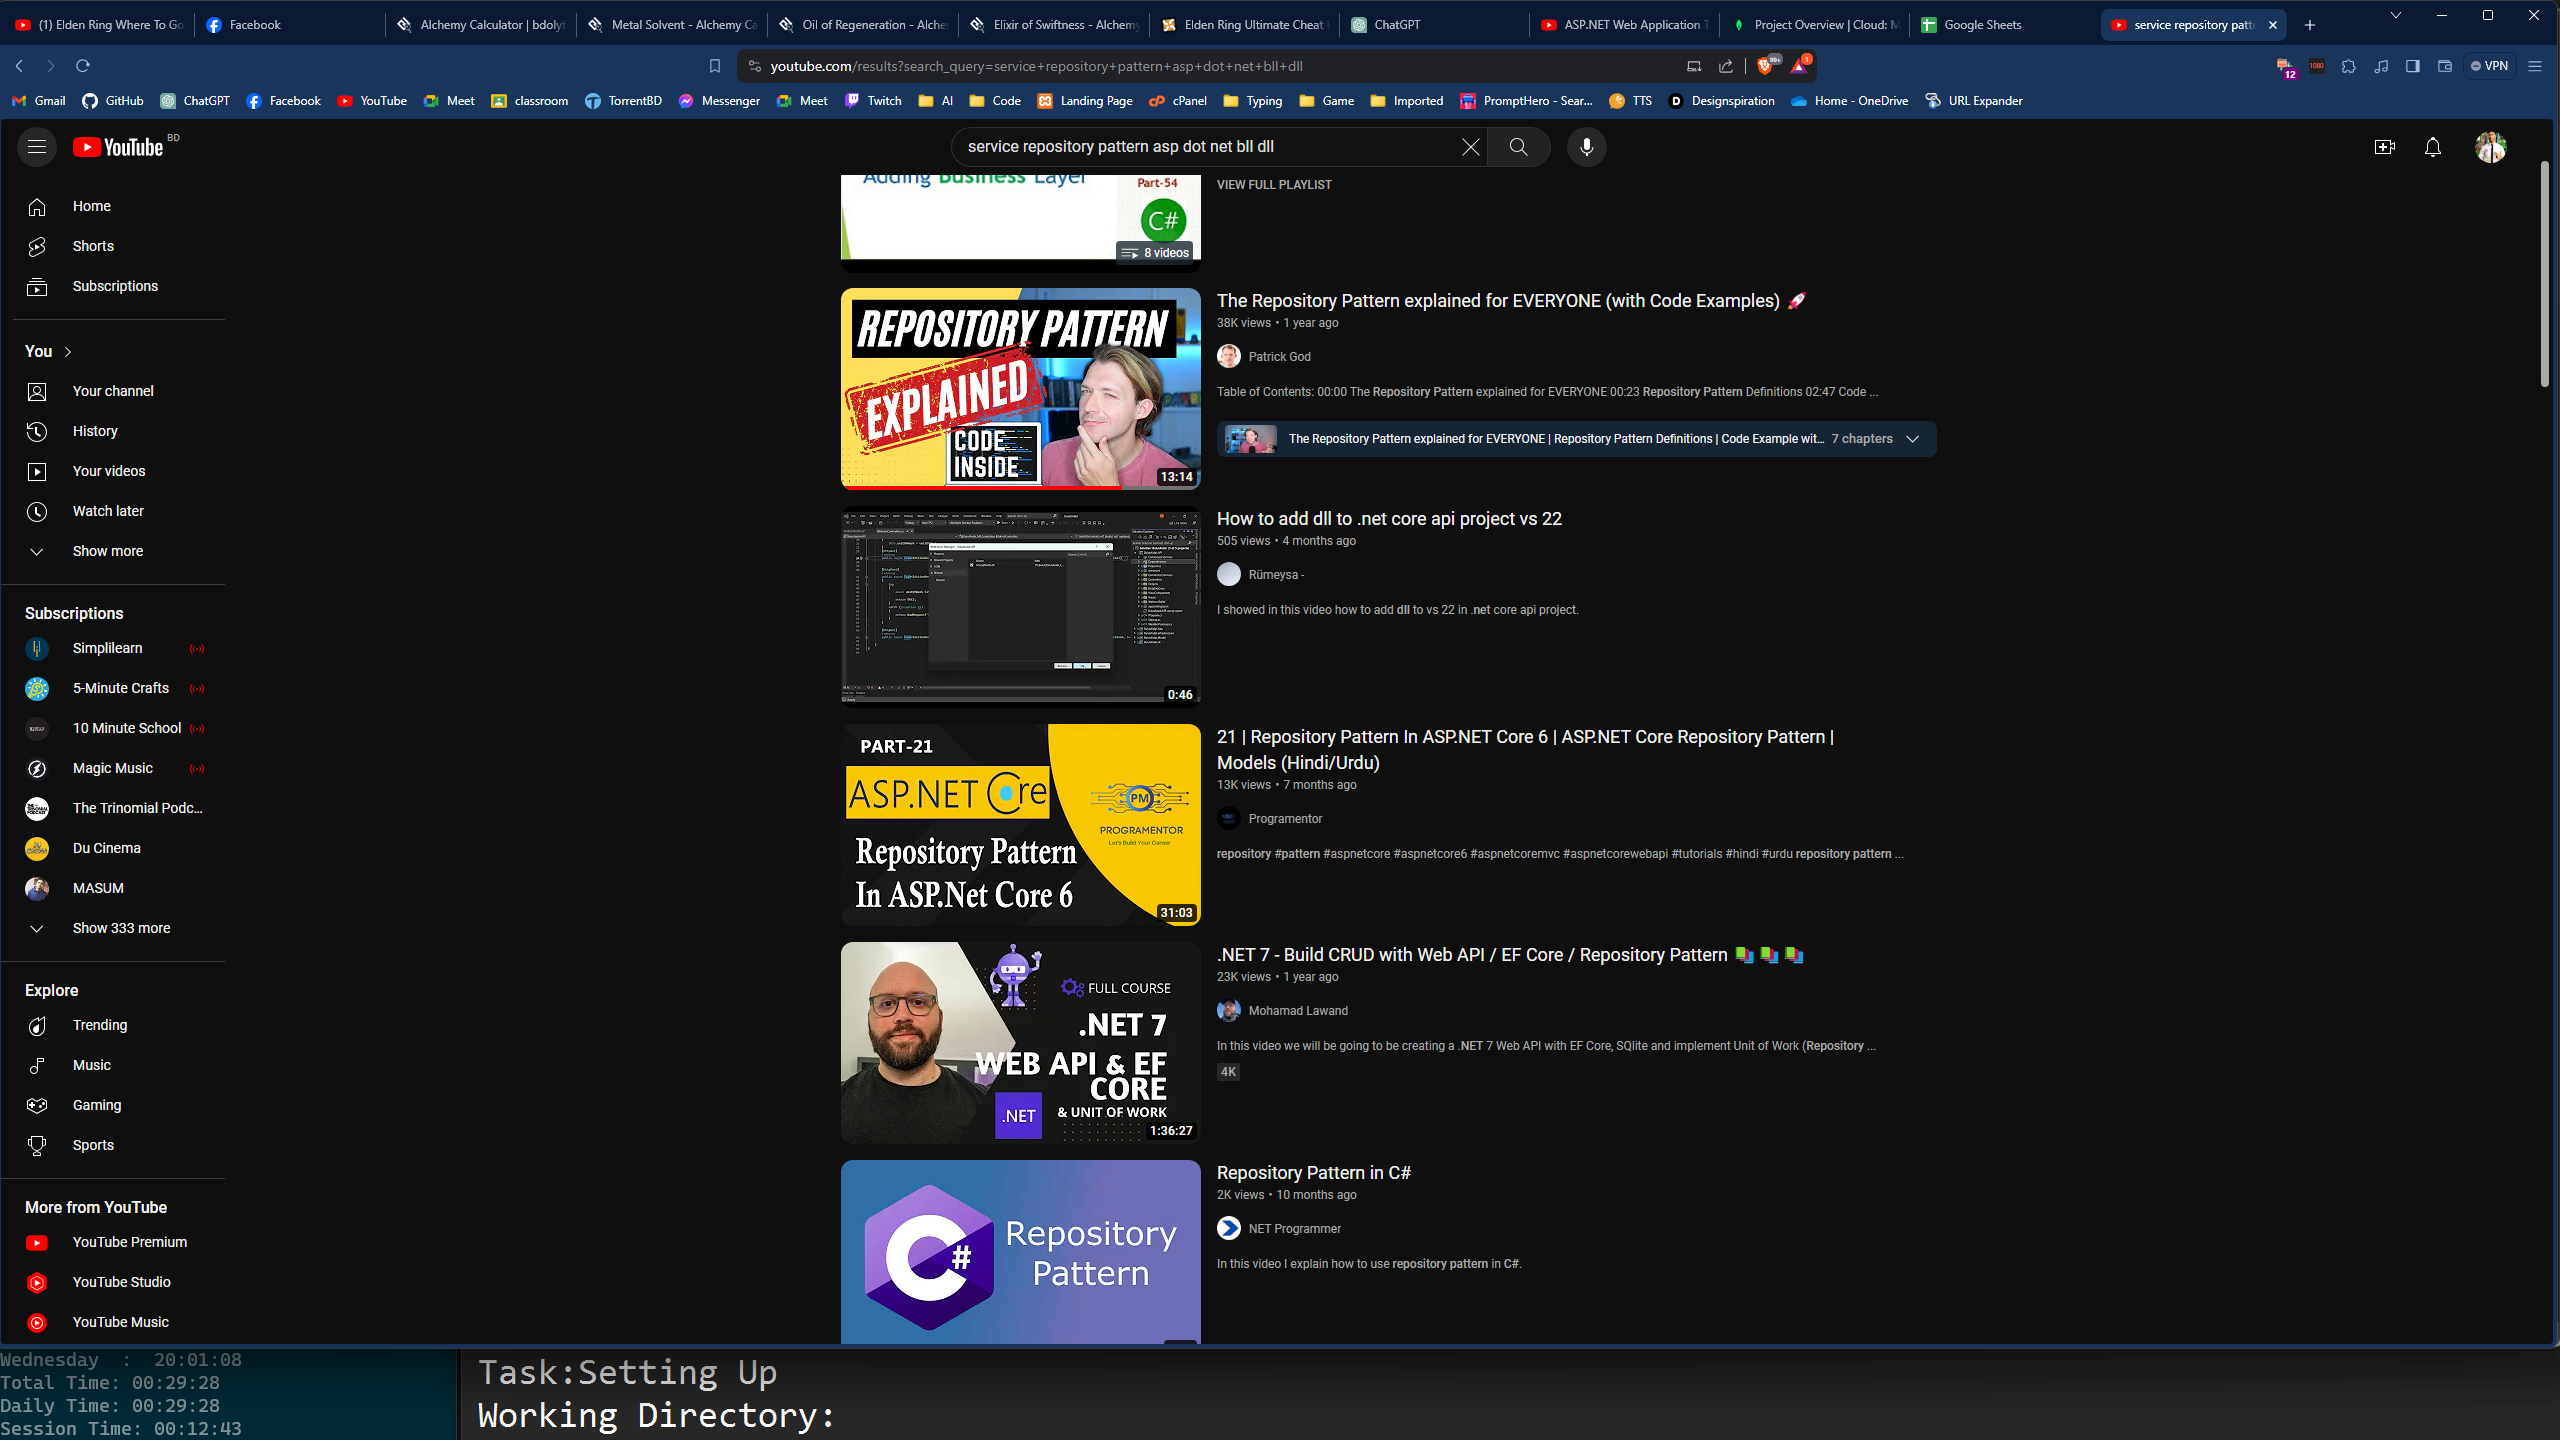 (1) Elden Ring Where To Go
Facebook
Alchemy Calculator | bdolyt
Metal Solvent - Alchemy Ca
Oil of Regeneration - Alche
Elixir of Swiftness - Alchemy
Elden Ring Ultimate Cheat
ChatGPT
ASP.NET Web Application T
Project Overview | Cloud: M
Google Sheets
service repository patte
youtube.com/results?search_query=service+repository+pattern+asp+dot+net+bll+dll
99+
1
12
1080
VPN
Gmail
GitHub
ChatGPT
Facebook
YouTube
Meet
classroom
TorrentBD
Messenger
Meet
Twitch
AI
Code
Landing Page
cPanel
Typing
Game
Imported
PromptHero - Sear...
TTS
Designspiration
Home - OneDrive
URL Expander
YouTube BD
service repository pattern asp dot net bll dll
Home
Shorts
Subscriptions
You
Your channel
History
Your videos
Watch later
Show more
Subscriptions
Simplilearn
5-Minute Crafts
10 Minute School
Magic Music
The Trinomial Podc...
Du Cinema
MASUM
Show 333 more
Explore
Trending
Music
Gaming
Sports
More from YouTube
YouTube Premium
YouTube Studio
YouTube Music
Adding Business Layer
Part-54
C#
8 videos
VIEW FULL PLAYLIST
REPOSITORY PATTERN
EXPLAINED
CODE
INSIDE
13:14
The Repository Pattern explained for EVERYONE (with Code Examples) 🚀
38K views • 1 year ago
Patrick God
Table of Contents: 00:00 The Repository Pattern explained for EVERYONE 00:23 Repository Pattern Definitions 02:47 Code ...
The Repository Pattern explained for EVERYONE | Repository Pattern Definitions | Code Example wit... 7 chapters
0:46
How to add dll to .net core api project vs 22
505 views • 4 months ago
Rümeysa -
I showed in this video how to add dll to vs 22 in .net core api project.
PART-21
ASP.NET Core
PM
PROGRAMENTOR
Let's Build Your Career
Repository Pattern
In ASP.Net Core 6
31:03
21 | Repository Pattern In ASP.NET Core 6 | ASP.NET Core Repository Pattern |
Models (Hindi/Urdu)
13K views • 7 months ago
Programentor
repository #pattern #aspnetcore #aspnetcore6 #aspnetcoremvc #aspnetcorewebapi #tutorials #hindi #urdu repository pattern ...
FULL COURSE
.NET 7
WEB API & EF
CORE
& UNIT OF WORK
.NET
1:36:27
.NET 7 - Build CRUD with Web API / EF Core / Repository Pattern
23K views • 1 year ago
Mohamad Lawand
In this video we will be going to be creating a .NET 7 Web API with EF Core, SQlite and implement Unit of Work (Repository ...
4K
C#
Repository
Pattern
Repository Pattern in C#
2K views • 10 months ago
NET Programmer
In this video I explain how to use repository pattern in C#.
Wednesday : 20:01:08
Total Time: 00:29:28
Daily Time: 00:29:28
Session Time: 00:12:43
Task:Setting Up
Working Directory: